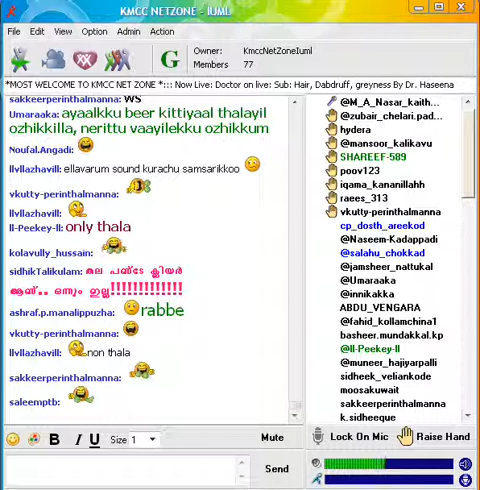 KMCC NETZONE - IUML
File Edit View Option Admin Action
G Owner: KmccNetZoneIuml
Members 77
*MOST WELCOME TO KMCC NET ZONE *::: Now Live: Doctor on live: Sub: Hair, Dabdruff, greyness By Dr. Haseena
sakkeerperinthalmanna: WS
Umaraaka: ayaalkku beer kittiyaal thalayil
ozhikkilla, nerittu vaayilekku ozhikkum
Noufal.Angadi:
llvllazhavill: ellavarum sound kurachu samsarikkoo
vkutty-perinthalmanna:
llvllazhavill:
ll-Peekey-ll: only thala
kolavully_hussain:
sidhikTalikulam: തല പണ്ടേ ക്ലിയർ
ആണ്.. ഒന്നും ഇല്ല!!!!!!!!!!!!!
ashraf.p.manalippuzha: rabbe
vkutty-perinthalmanna:
llvllazhavill: non thala
sakkeerperinthalmanna:
saleemptb:
@M_A_Nasar_kaith...
@zubair_chelari.pad...
hydera
@mansoor_kalikavu
SHAREEF-589
poov123
iqama_kananillahh
raees_313
vkutty-perinthalmanna
cp_dosth_areekod
@Naseem-Kadappadi
@salahu_chokkad
@jamsheer_nattukal
@Umaraaka
@innikakka
ABDU_VENGARA
@fahid_kollamchina1
basheer.mundakkal.kp
@ll-Peekey-ll
@muneer_hajiyarpalli
sidheek_veliankode
moosakuwait
sakkeerperinthalmanna
k.sidheeque
B I U Size 1 Mute
Lock On Mic Raise Hand
Send